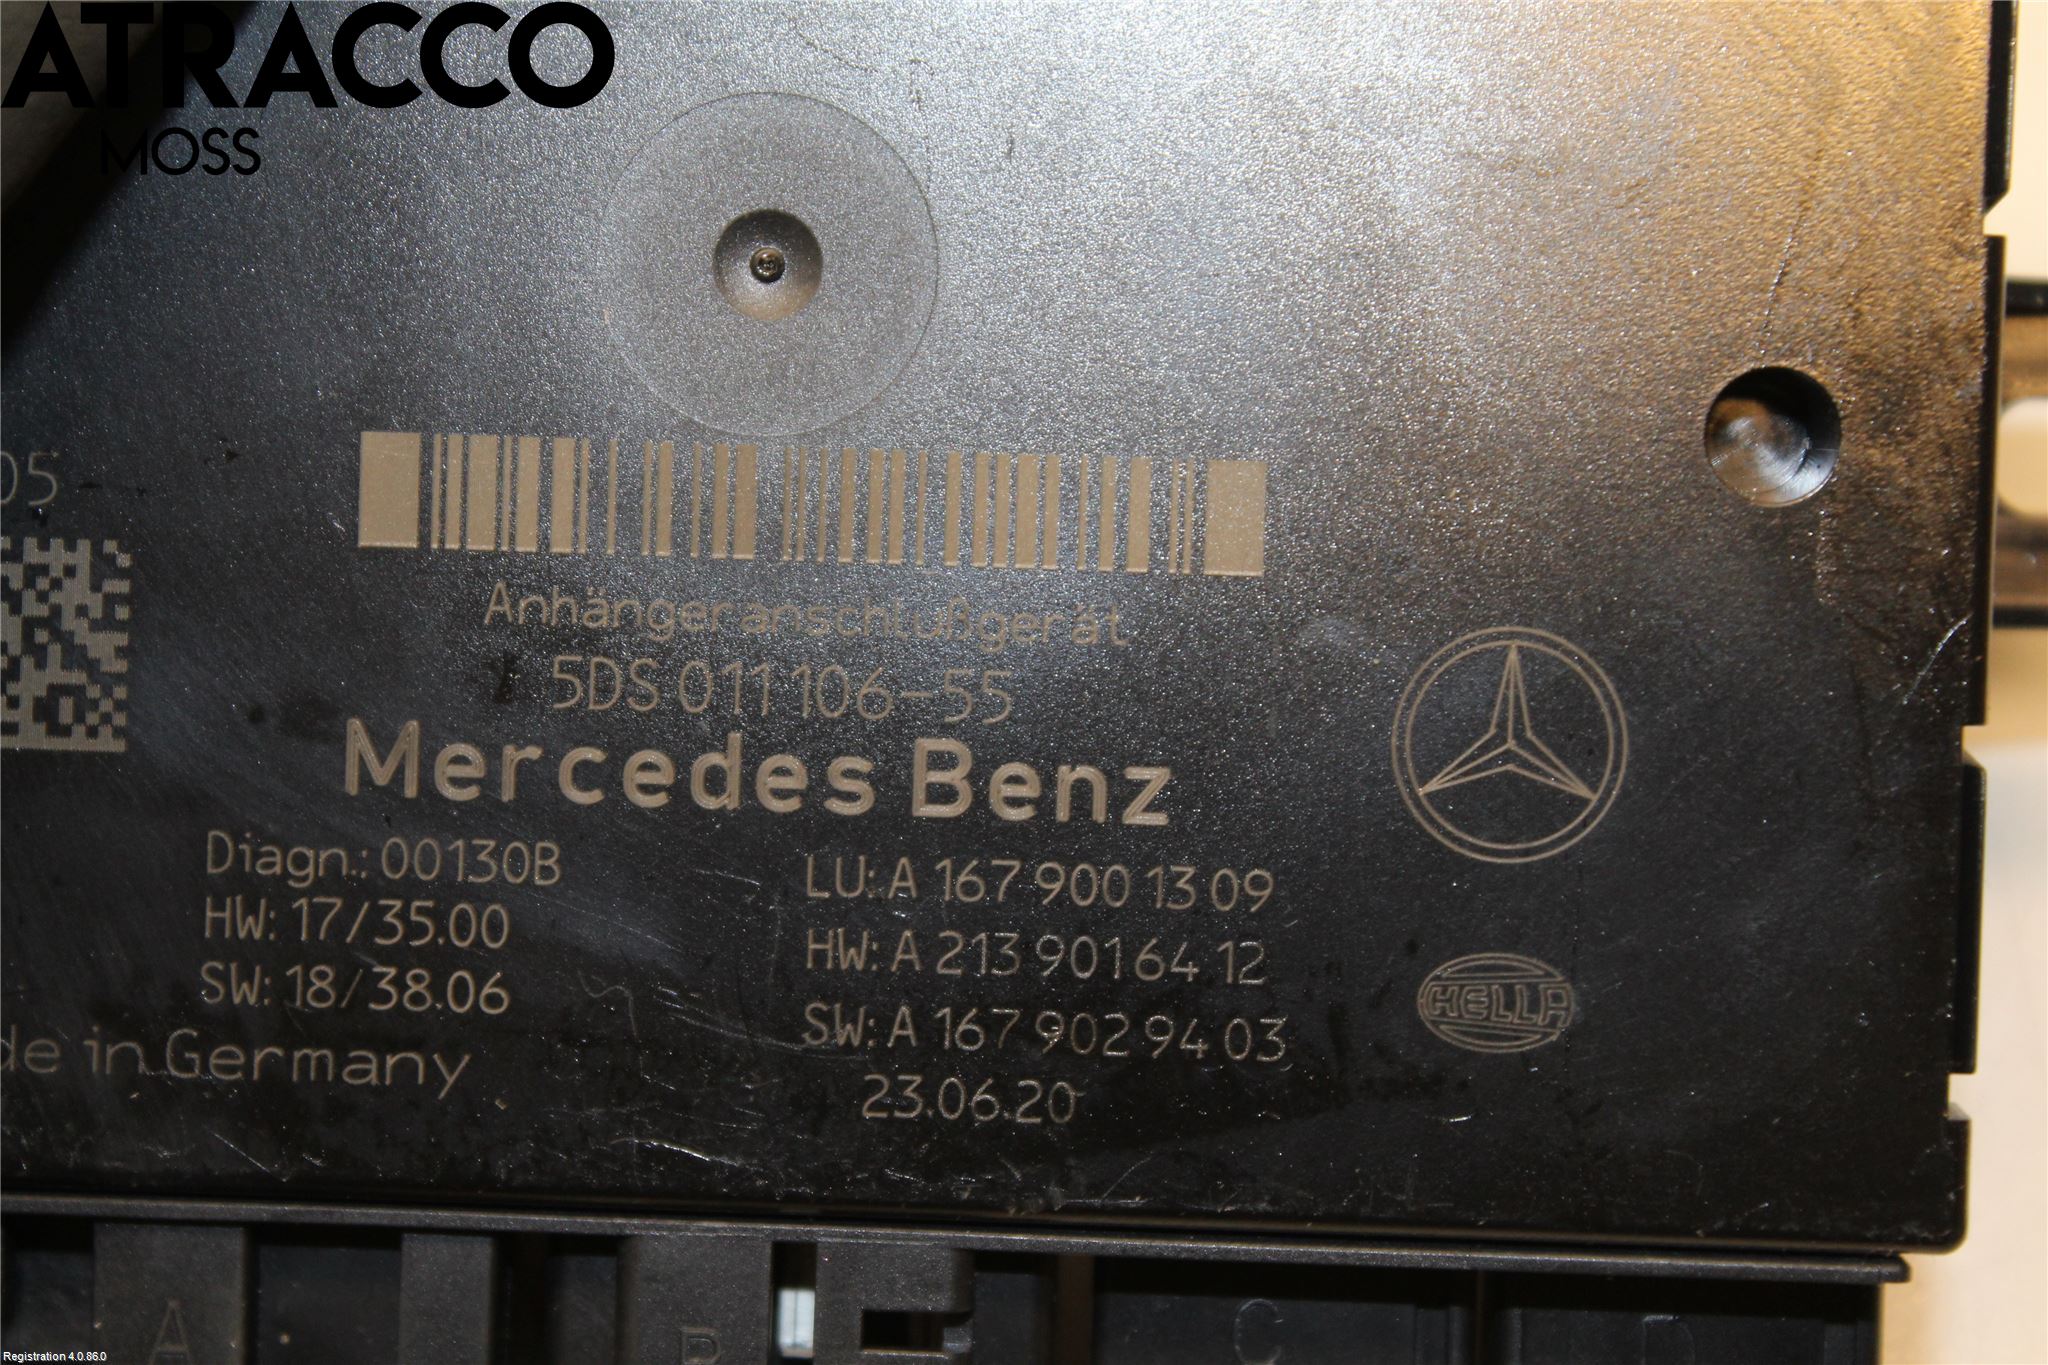 ATRACCO
MOSS
05
Anhängeranschlußgerät
5DS 011 106-55
Mercedes Benz
Diagn.: 00130B
LU: A 167 900 13 09
HW: 17/35.00
HW: A 213 901 64 12
SW: 18/38.06
SW: A 167 902 94 03
HELLA
de in Germany
23.06.20
A
B
C
D
Registration 4.0.86.0